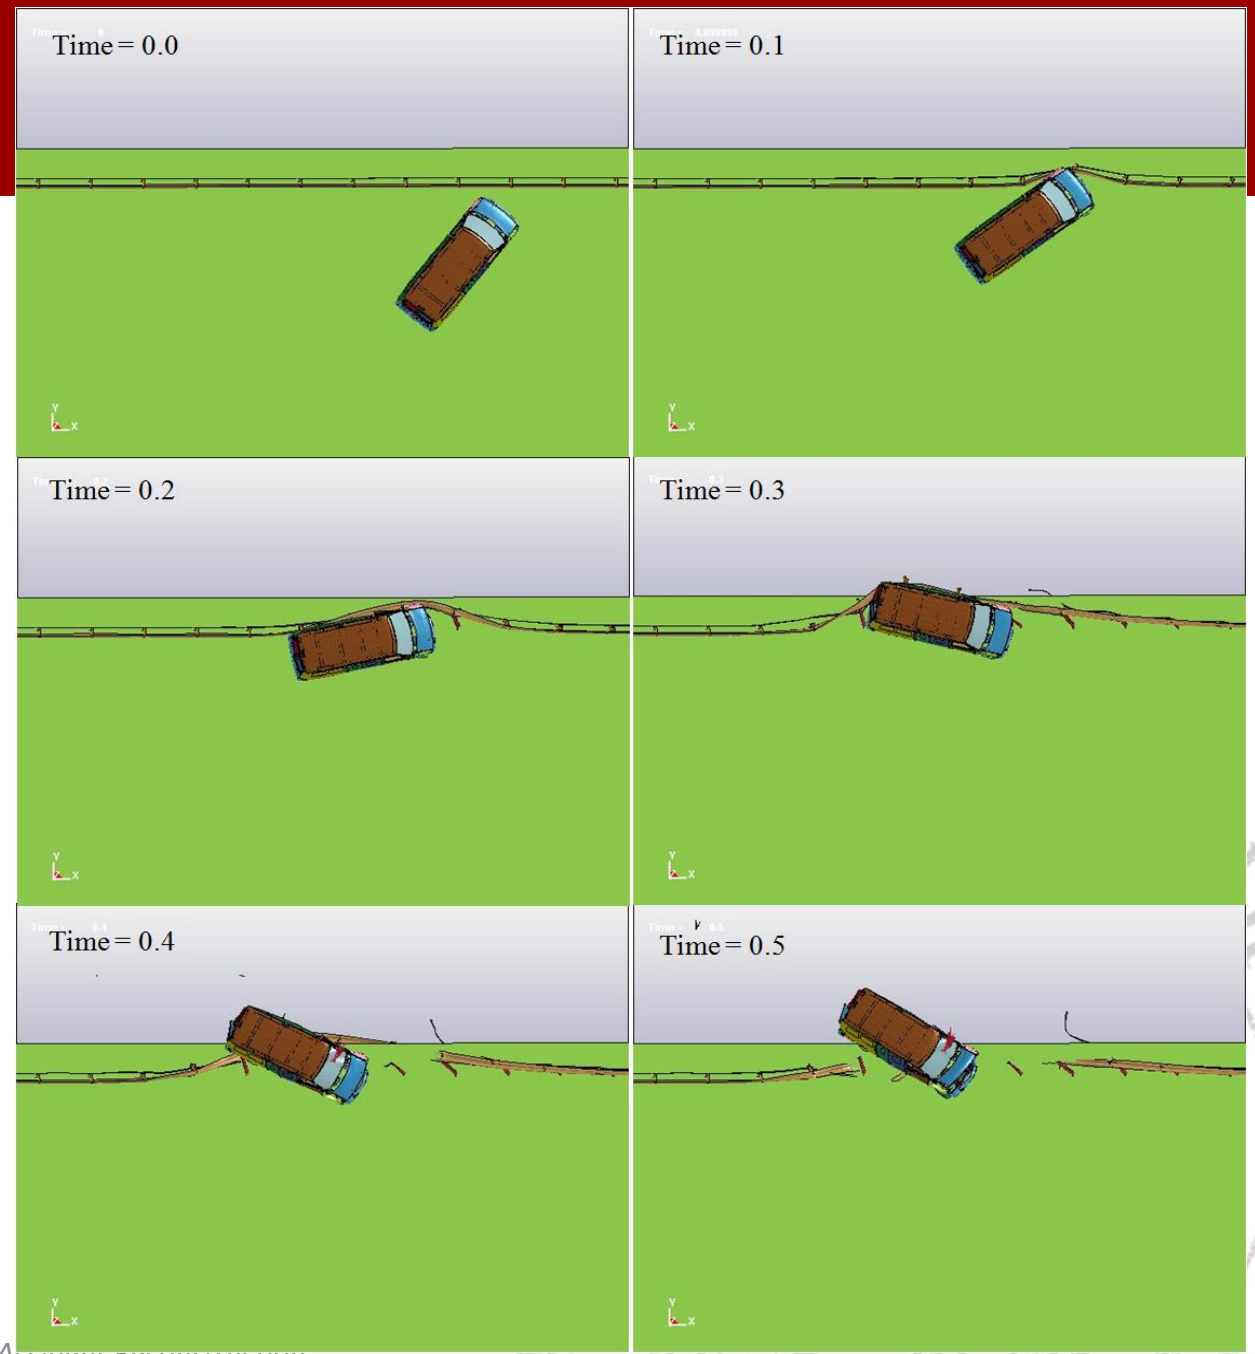 Time = 0.0
Time = 0.1
Y
X
Y
X
Time = 0.2
Time = 0.3
Y
X
Y
X
Time = 0.4
Time = 0.5
Y
X
Y
X